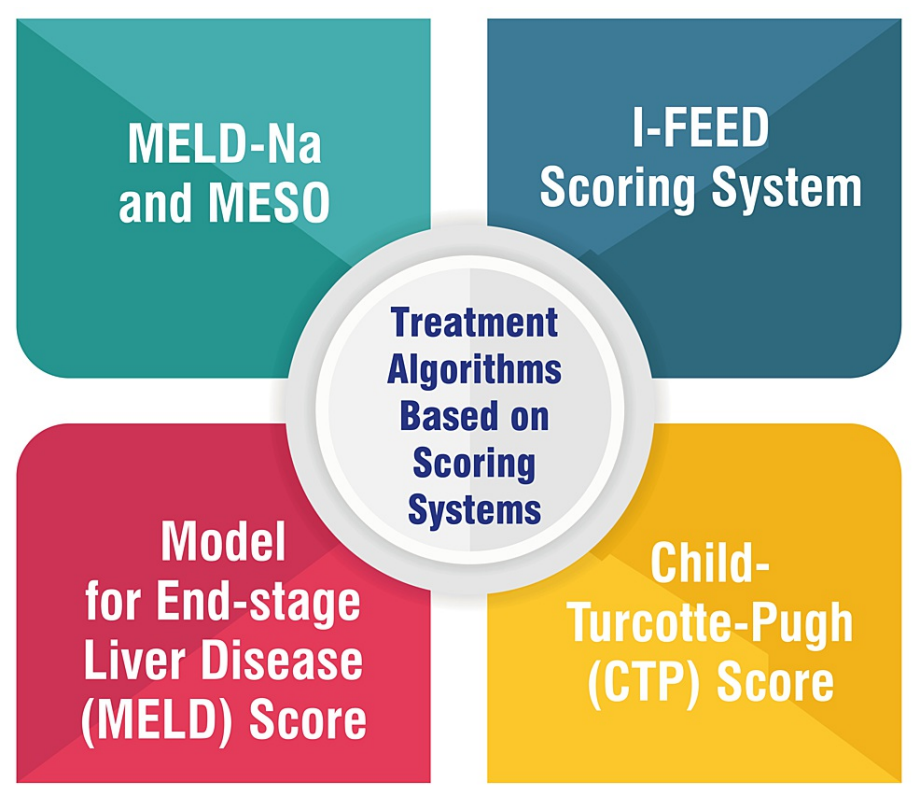 MELD-Na
and MESO
I-FEED
Scoring System
Treatment
Algorithms
Based on
Scoring
Systems
Model
for End-stage
Liver Disease
(MELD) Score
Child-
Turcotte-Pugh
(CTP) Score